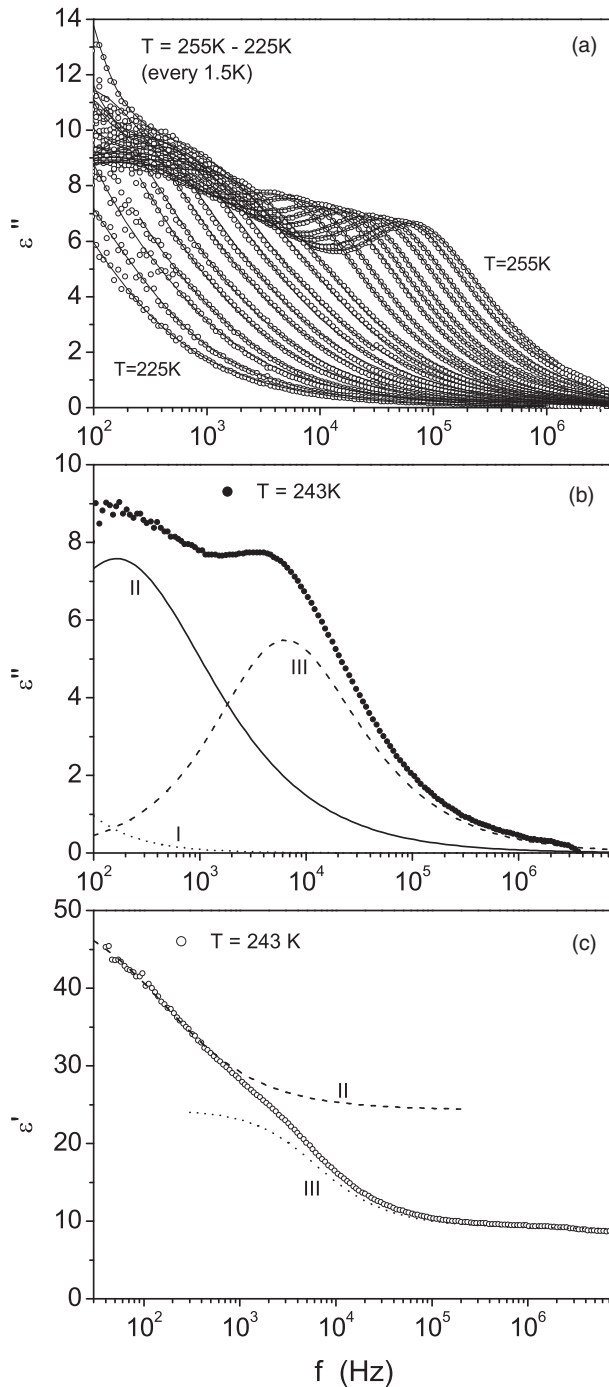 14
12
10
8
6
4
2
0
ε"
T = 255K - 225K
(every 1.5K)
(a)
T=255K
T=225K
10²
10³
10⁴
10⁵
10⁶
10
8
6
4
2
0
ε"
T = 243K
(b)
II
III
I
10²
10³
10⁴
10⁵
10⁶
50
40
30
20
10
0
ε'
T = 243 K
(c)
II
III
10²
10³
10⁴
10⁵
10⁶
f (Hz)